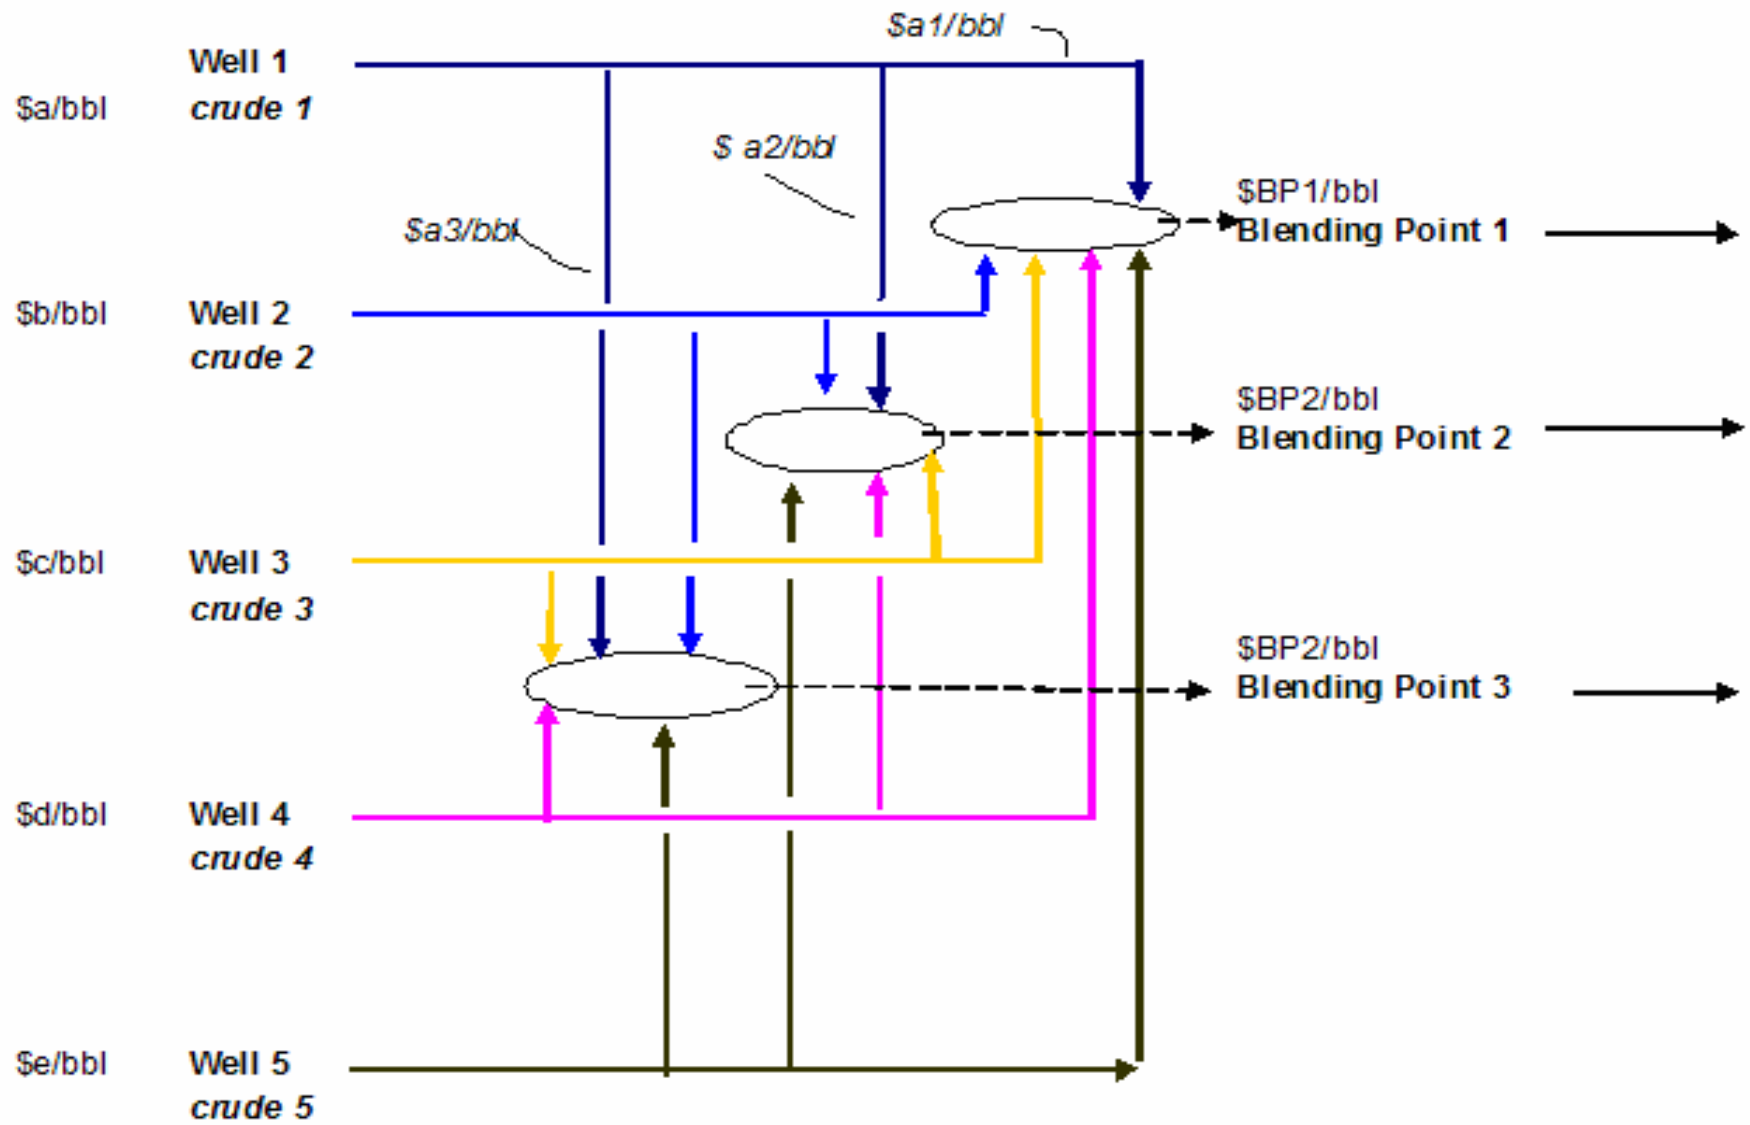 $a1/bbl
Well 1
$a/bbl crude 1
$ a2/bbl
$BP1/bbl
Blending Point 1
$a3/bbl
$b/bbl Well 2
crude 2
$BP2/bbl
Blending Point 2
$c/bbl Well 3
crude 3
$BP2/bbl
Blending Point 3
$d/bbl Well 4
crude 4
$e/bbl Well 5
crude 5